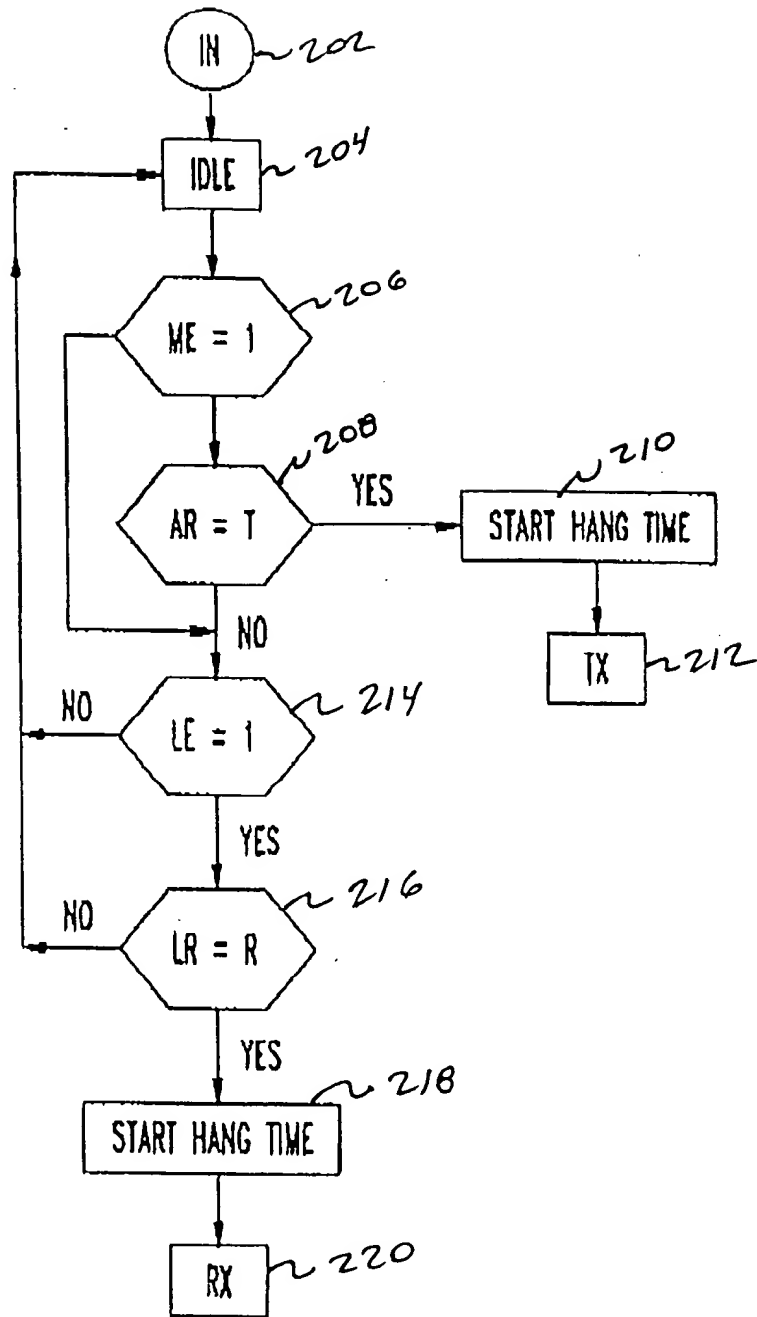 IN
202
IDLE
204
ME = 1
206
AR = T
208
YES
210
START HANG TIME
NO
TX
212
LE = 1
214
NO
YES
LR = R
216
NO
YES
218
START HANG TIME
RX
220